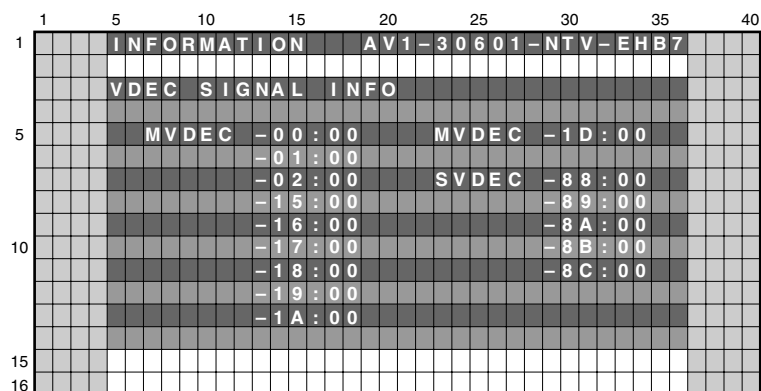 1 5 10 15 20 25 30 35 40
1 INFORMATION AV1–30601–NTV–EHB7
VDEC SIGNAL INFO
5 MVDEC –00:00 MVDEC –1D:00
–01:00
–02:00 SVDEC –88:00
–15:00 –89:00
–16:00 –8A:00
10 –17:00 –8B:00
–18:00 –8C:00
–19:00
–1A:00
15
16